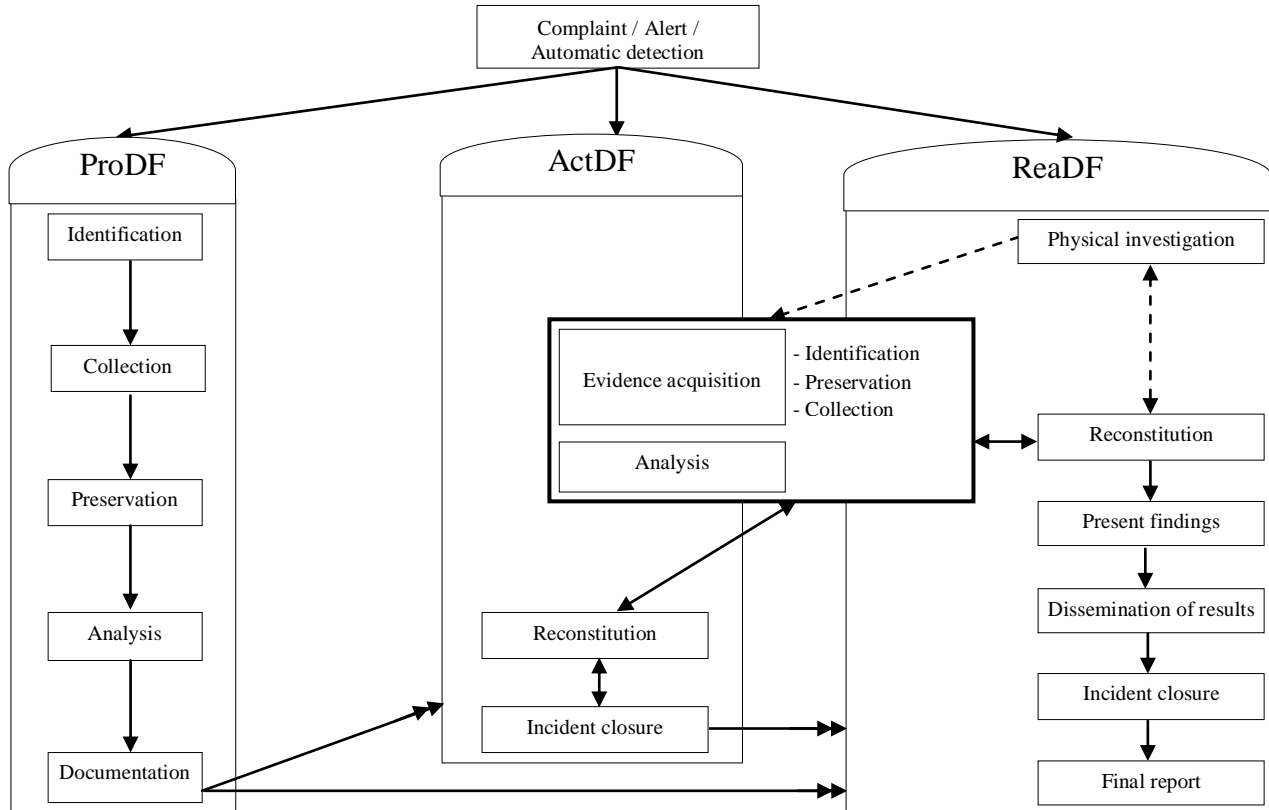 Complaint / Alert /
Automatic detection
ProDF
Identification
Collection
Preservation
Analysis
Documentation
ActDF
Evidence acquisition
- Identification
- Preservation
- Collection
Analysis
Reconstitution
Incident closure
ReaDF
Physical investigation
Reconstitution
Present findings
Dissemination of results
Incident closure
Final report